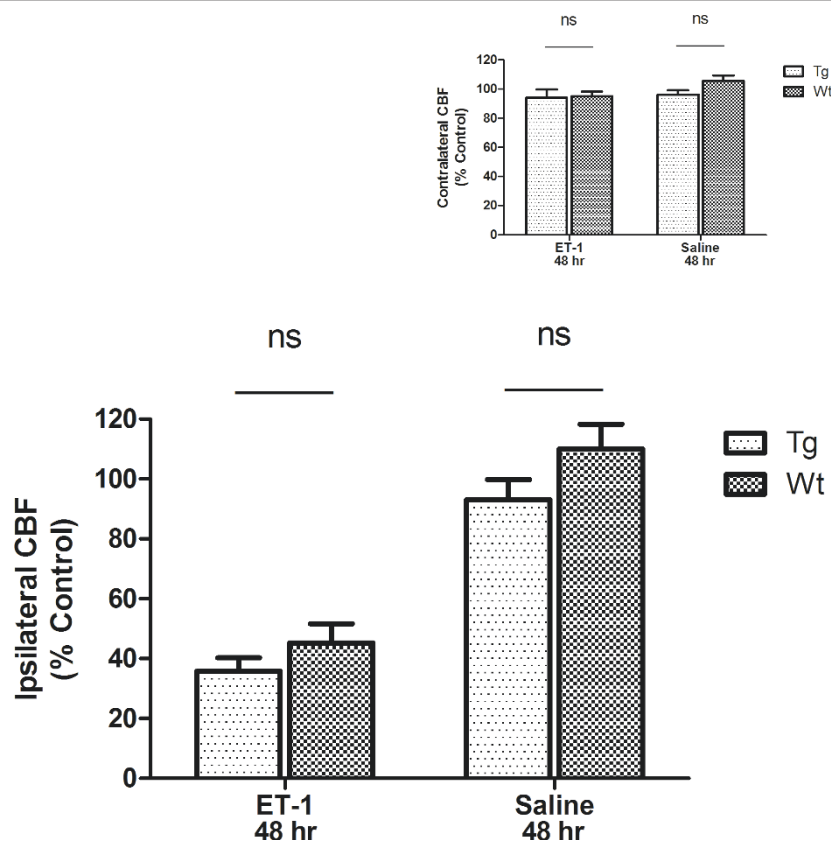 ns
ns
120
100
80
60
40
20
0
Contralateral CBF
(% Control)
Tg
Wt
ET-1
48 hr
Saline
48 hr
ns
ns
120
100
80
60
40
20
0
Ipsilateral CBF
(% Control)
Tg
Wt
ET-1
48 hr
Saline
48 hr